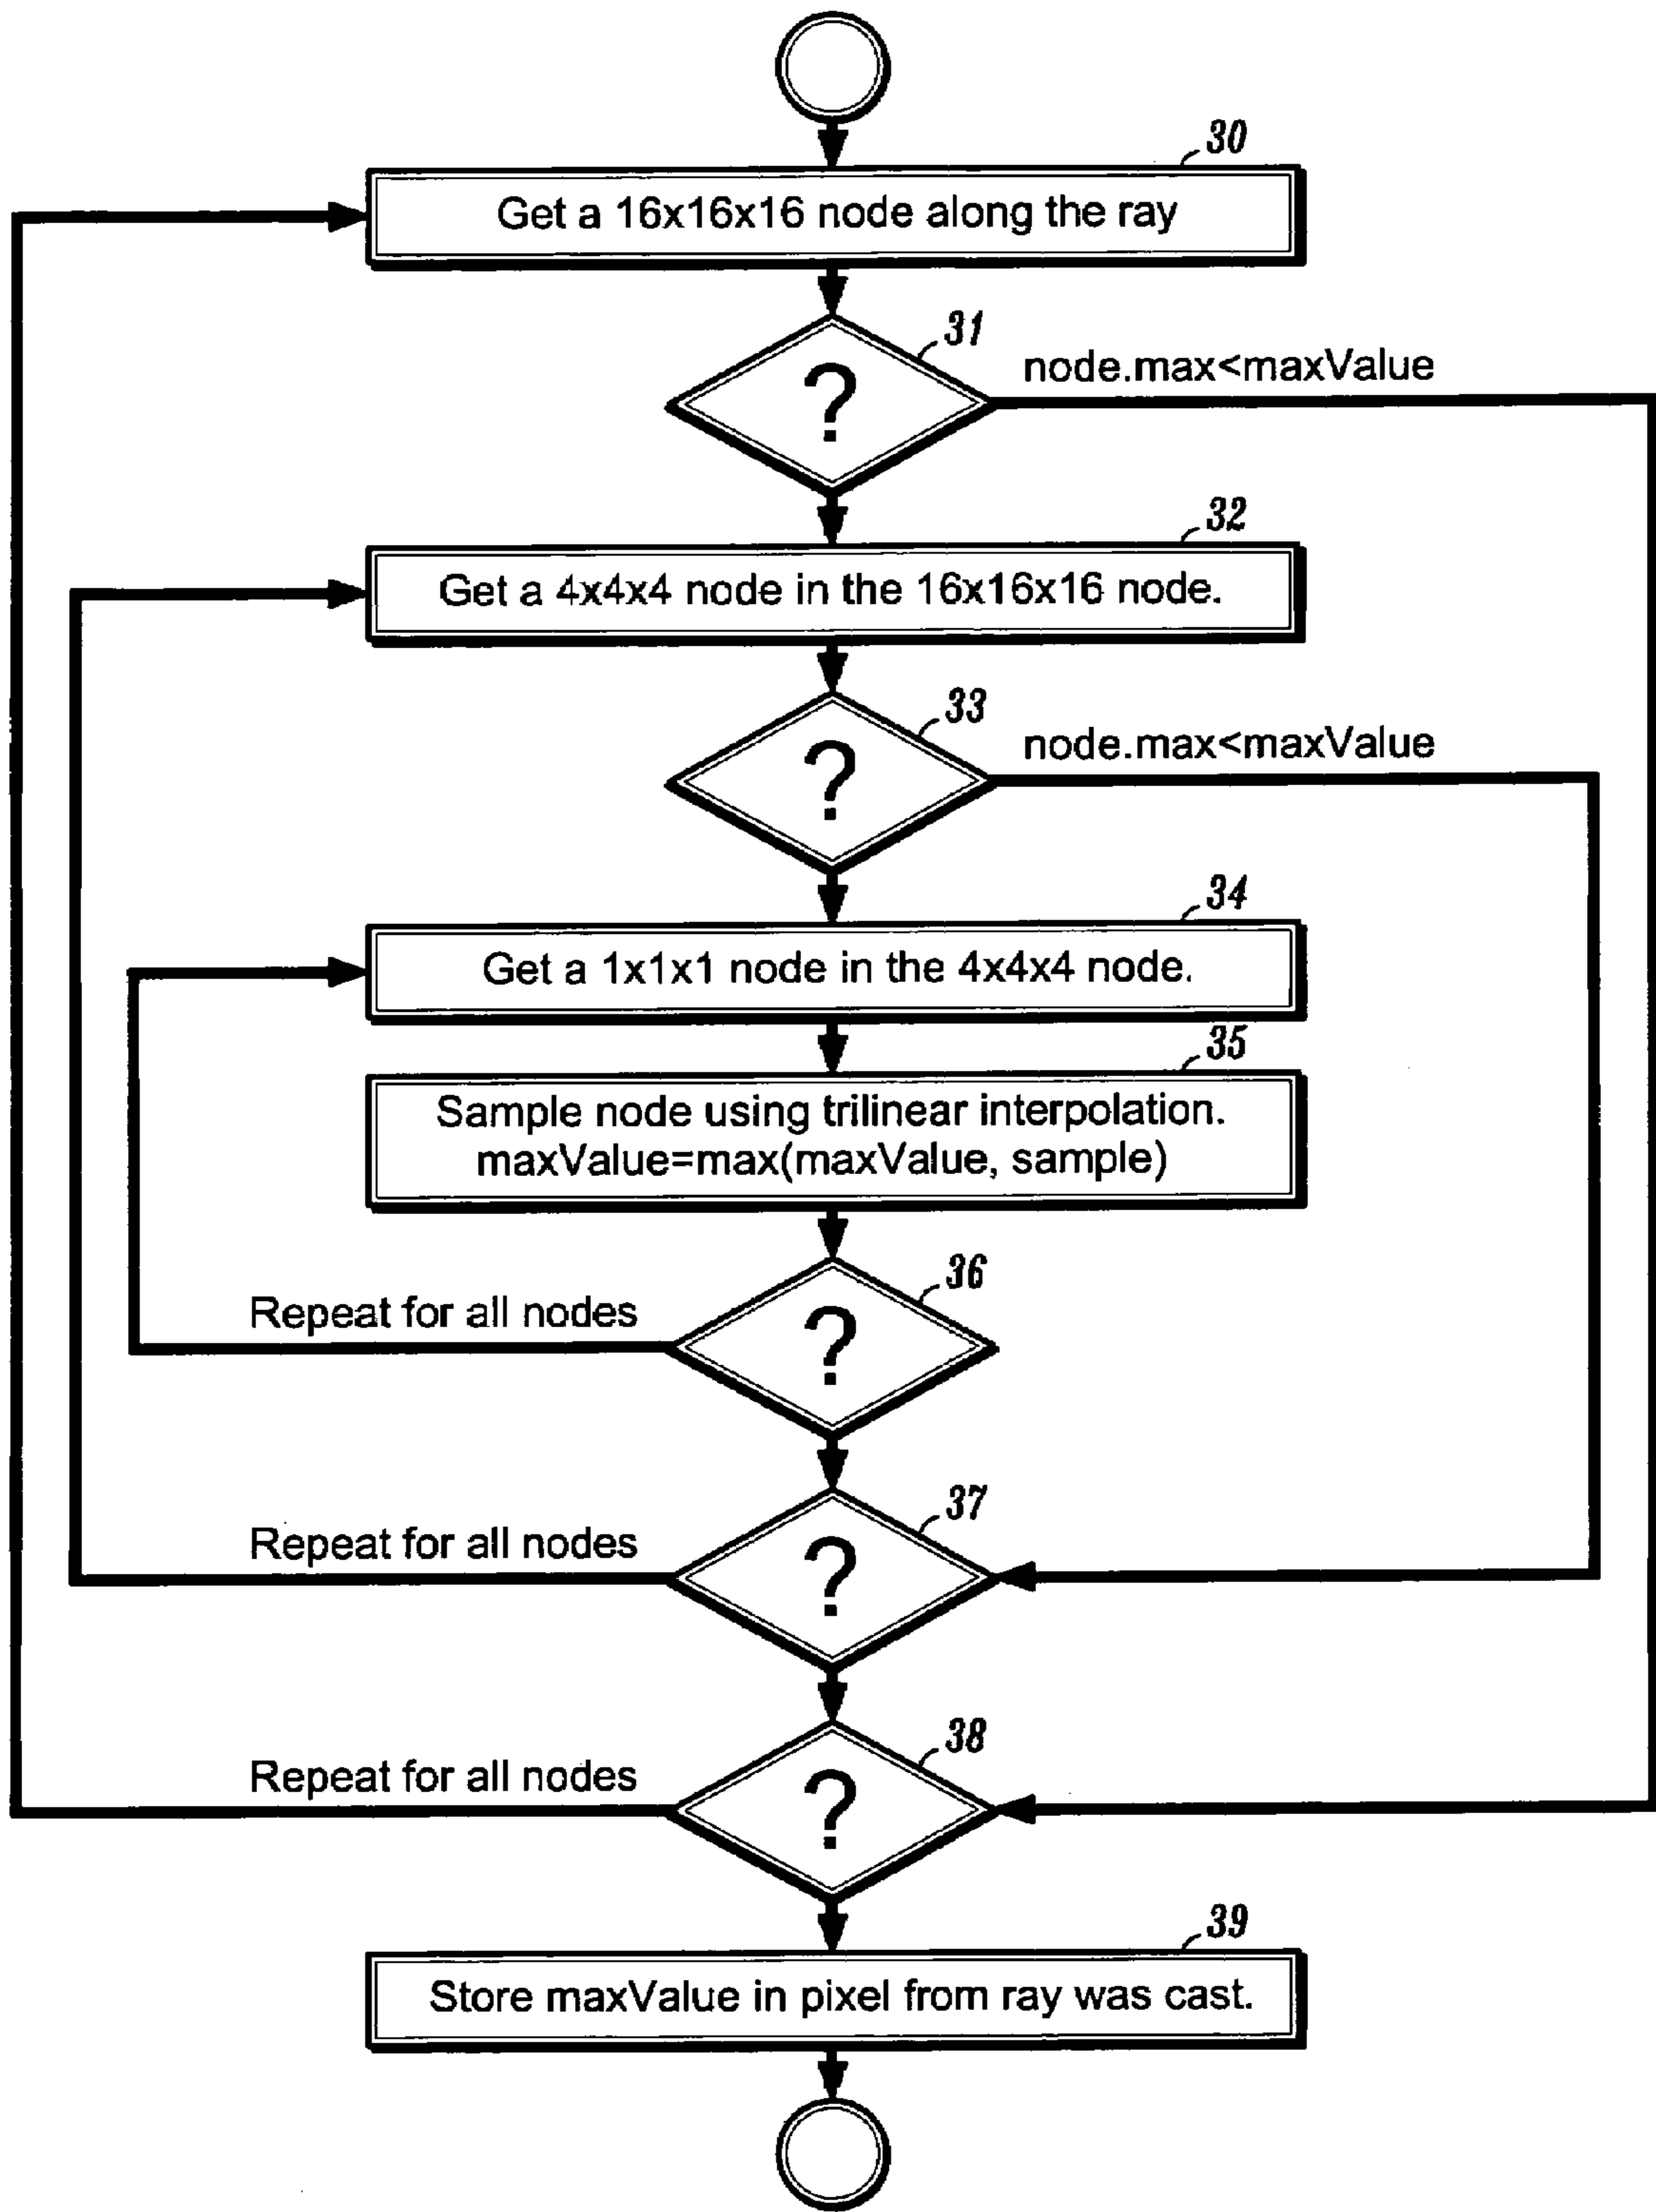 30
Get a 16x16x16 node along the ray
31
node.max<maxValue
?
32
Get a 4x4x4 node in the 16x16x16 node.
33
node.max<maxValue
?
34
Get a 1x1x1 node in the 4x4x4 node.
35
Sample node using trilinear interpolation.
maxValue=max(maxValue, sample)
36
Repeat for all nodes
?
37
Repeat for all nodes
?
38
Repeat for all nodes
?
39
Store maxValue in pixel from ray was cast.